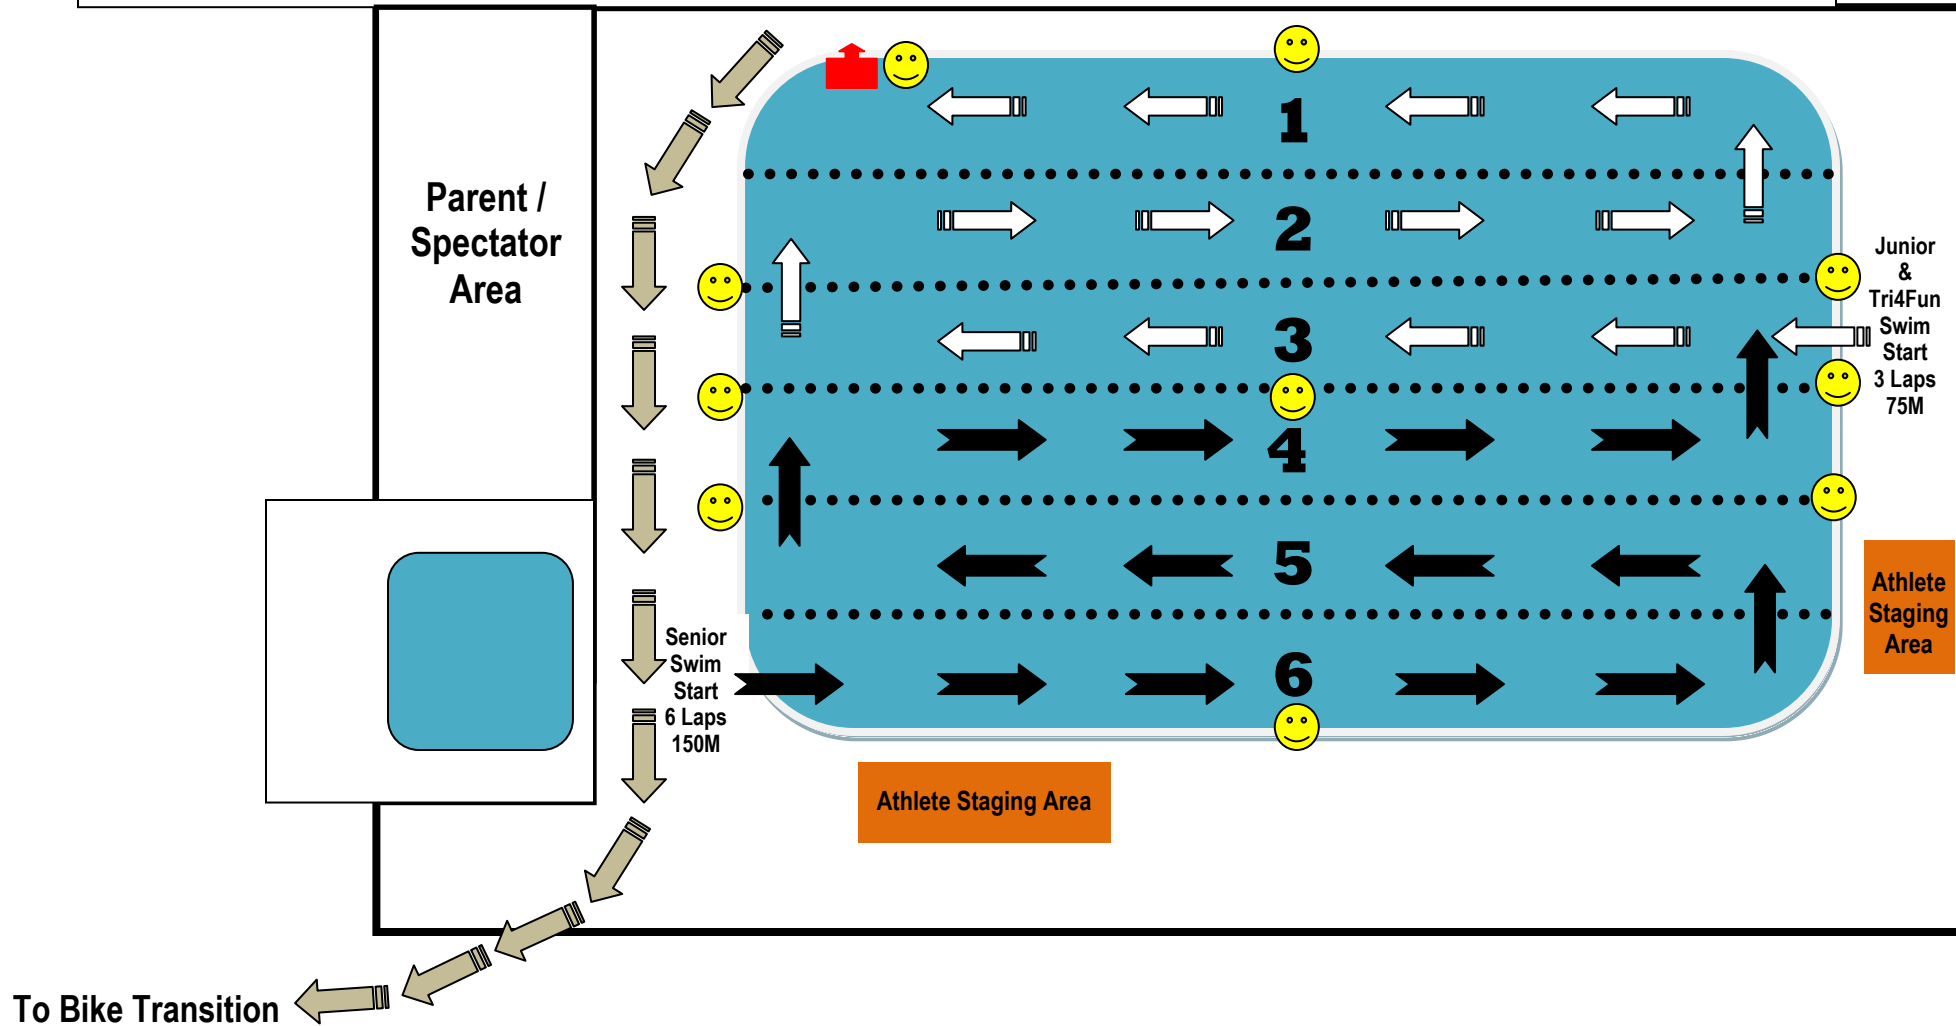 Parent /
Spectator
Area
1
2
3
4
5
6
Junior
&
Tri4Fun
Swim
Start
3 Laps
75M
Athlete
Staging
Area
Senior
Swim
Start
6 Laps
150M
Athlete Staging Area
To Bike Transition